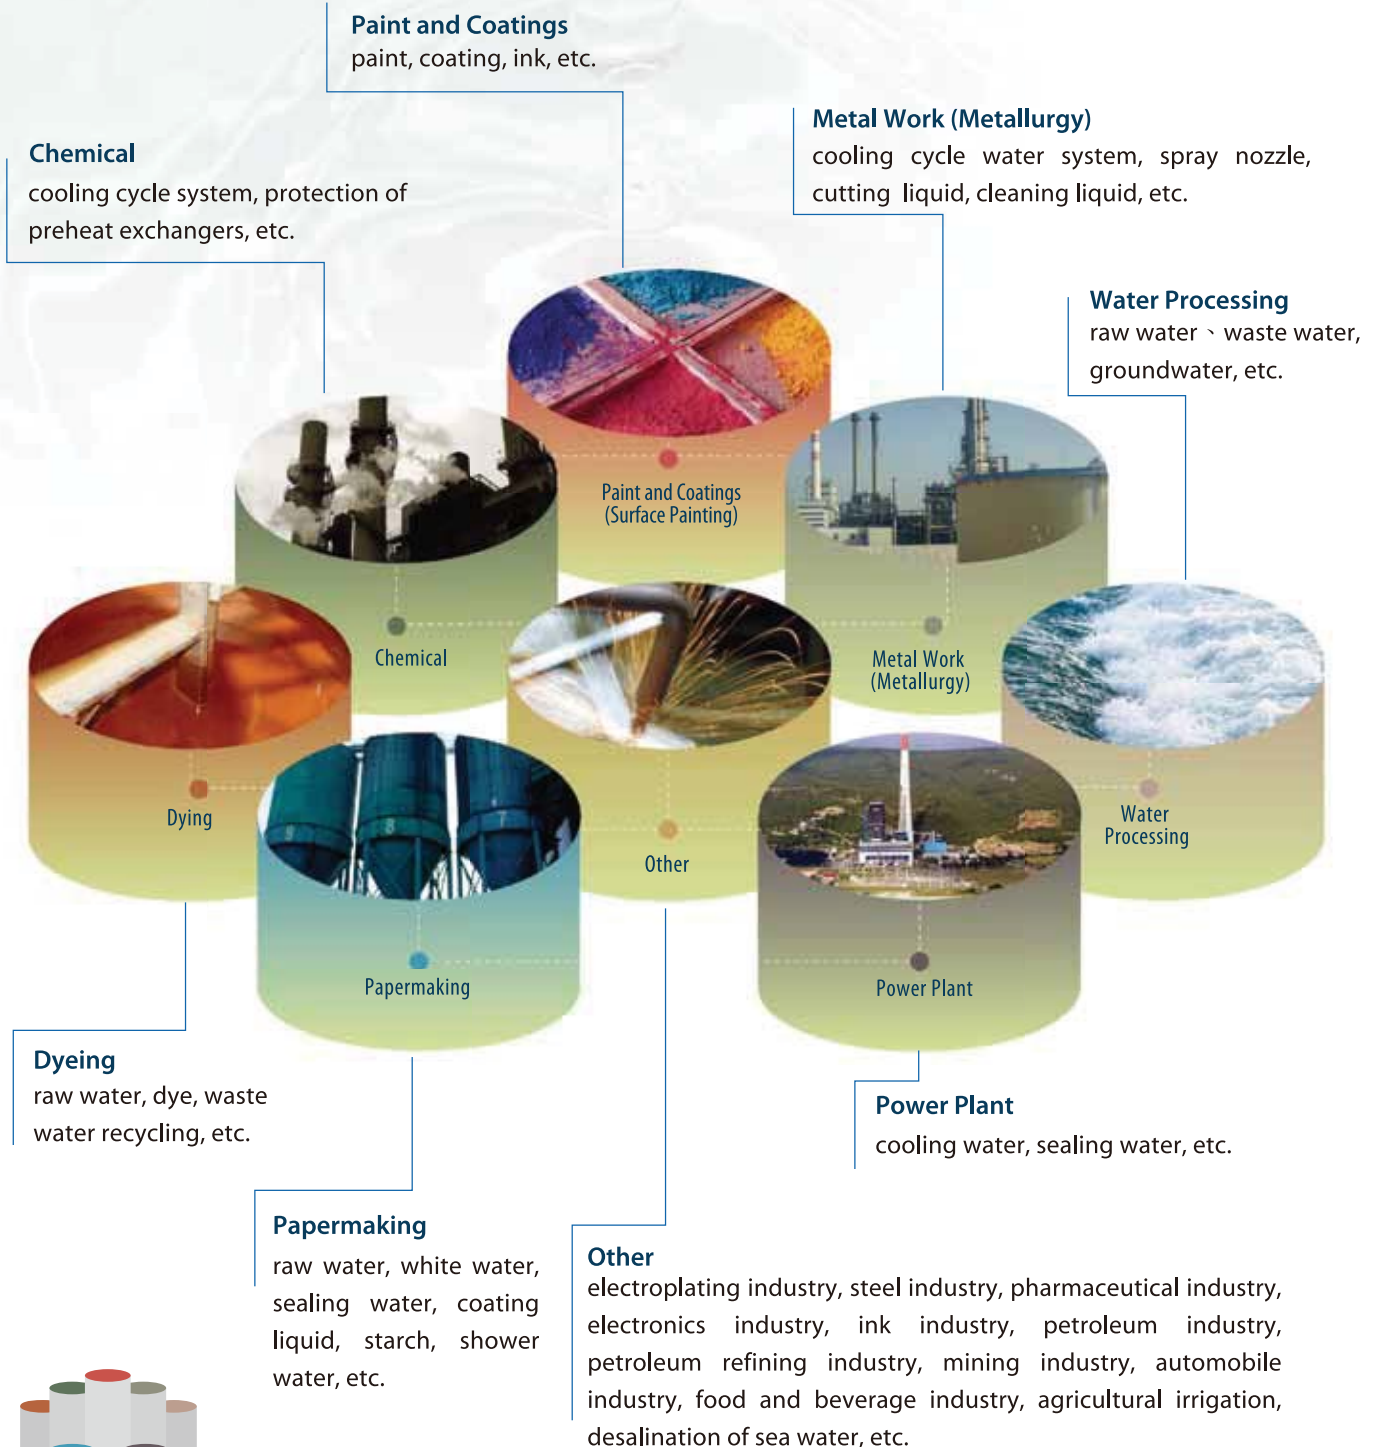 Paint and Coatings
paint, coating, ink, etc.
Metal Work (Metallurgy)
cooling cycle water system, spray nozzle,
cutting liquid, cleaning liquid, etc.
Chemical
cooling cycle system, protection of
preheat exchangers, etc.
Water Processing
raw water、waste water,
groundwater, etc.
Paint and Coatings
(Surface Painting)
Chemical
Metal Work
(Metallurgy)
Dying
Water
Processing
Other
Papermaking
Power Plant
Dyeing
raw water, dye, waste
water recycling, etc.
Power Plant
cooling water, sealing water, etc.
Papermaking
raw water, white water,
sealing water, coating
liquid, starch, shower
water, etc.
Other
electroplating industry, steel industry, pharmaceutical industry,
electronics industry, ink industry, petroleum industry,
petroleum refining industry, mining industry, automobile
industry, food and beverage industry, agricultural irrigation,
desalination of sea water, etc.